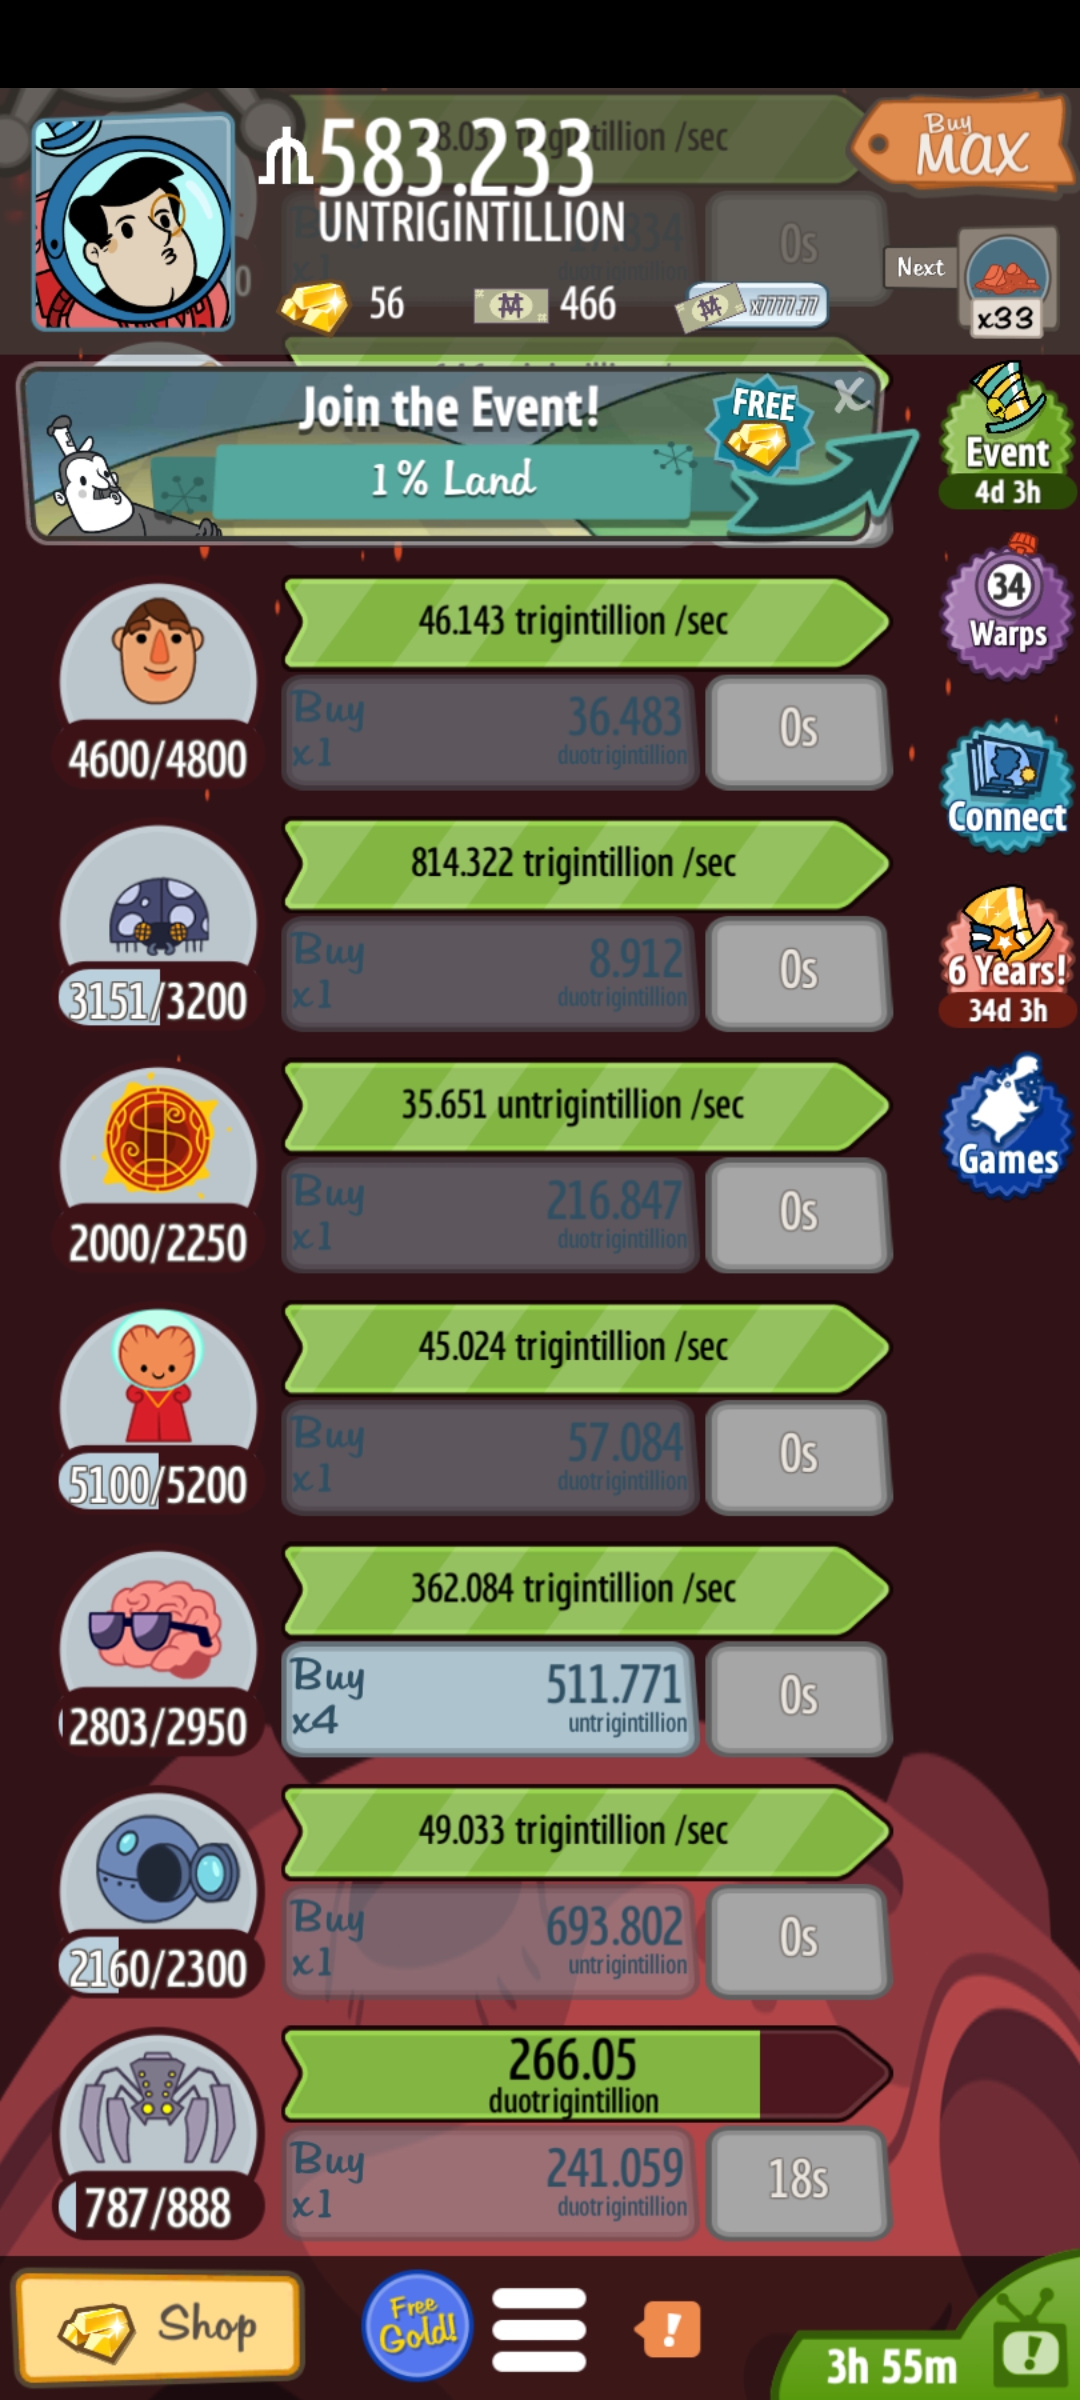 583.233
UNTRIGINTILLION
Buy
MAX
0s
Next
x33
56
466
x7777.77
Join the Event!
1% Land
FREE
X
Event
4d 3h
46.143 trigintillion /sec
Buy
x1
36.483
duotrigintillion
0s
4600/4800
34
Warps
814.322 trigintillion /sec
Buy
x1
8.912
duotrigintillion
0s
3151/3200
Connect
6 Years!
34d 3h
35.651 untrigintillion /sec
Buy
x1
216.847
duotrigintillion
0s
2000/2250
Games
45.024 trigintillion /sec
Buy
x1
57.084
duotrigintillion
0s
5100/5200
362.084 trigintillion /sec
Buy
x4
511.771
untrigintillion
0s
2803/2950
49.033 trigintillion /sec
Buy
x1
693.802
untrigintillion
0s
2160/2300
266.05
duotrigintillion
Buy
x1
241.059
duotrigintillion
18s
787/888
Shop
Free
Gold!
!
3h 55m
!